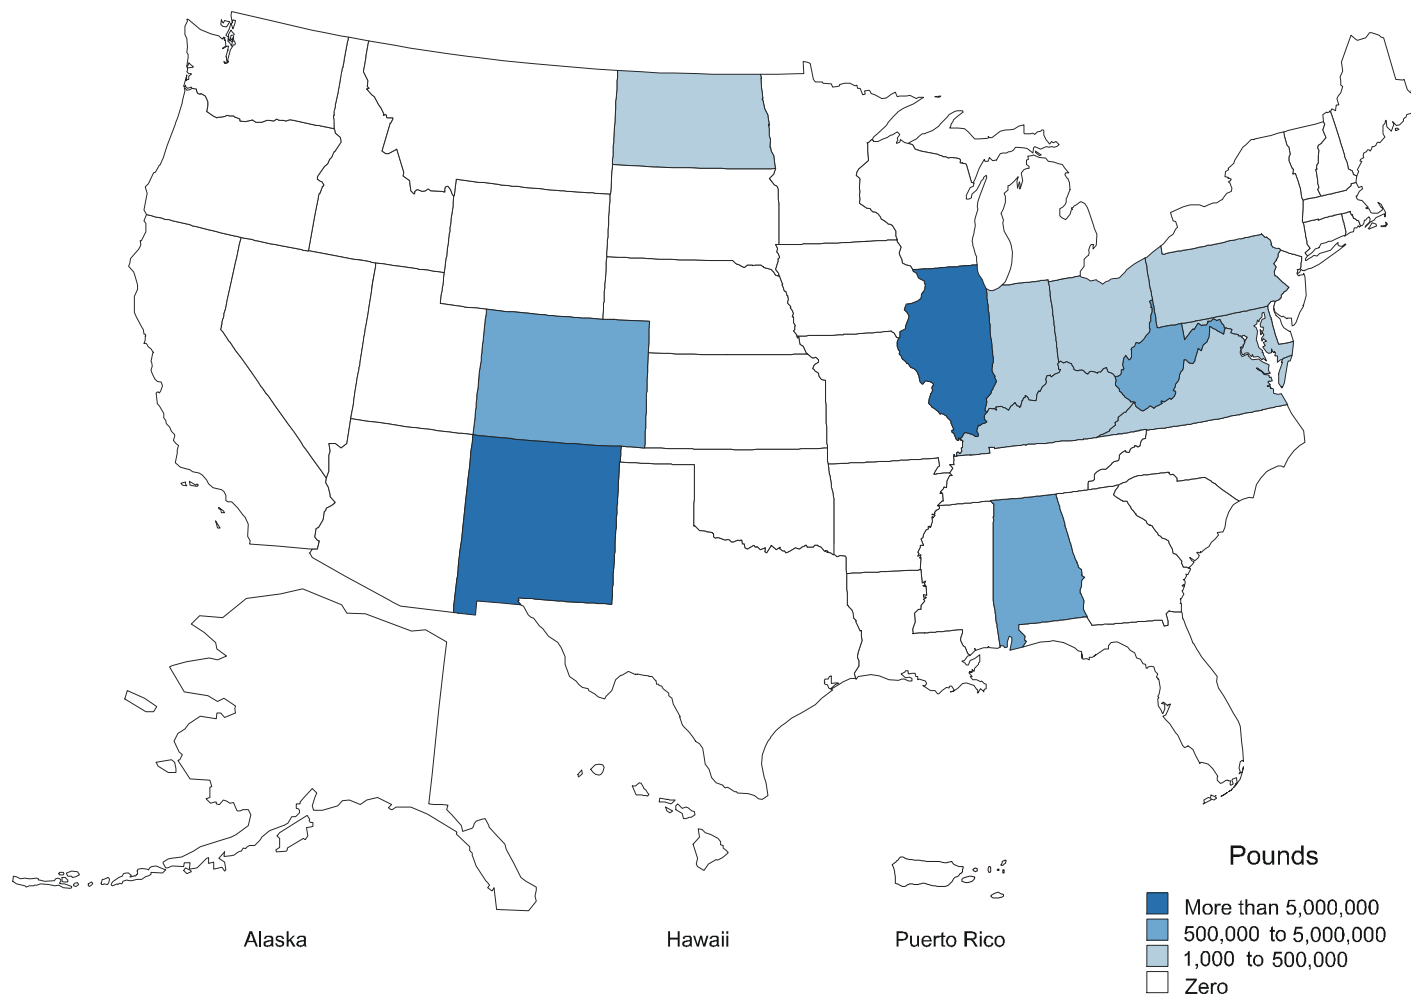 Pounds
More than 5,000,000
500,000 to 5,000,000
1,000 to 500,000
Zero
Alaska
Hawaii
Puerto Rico